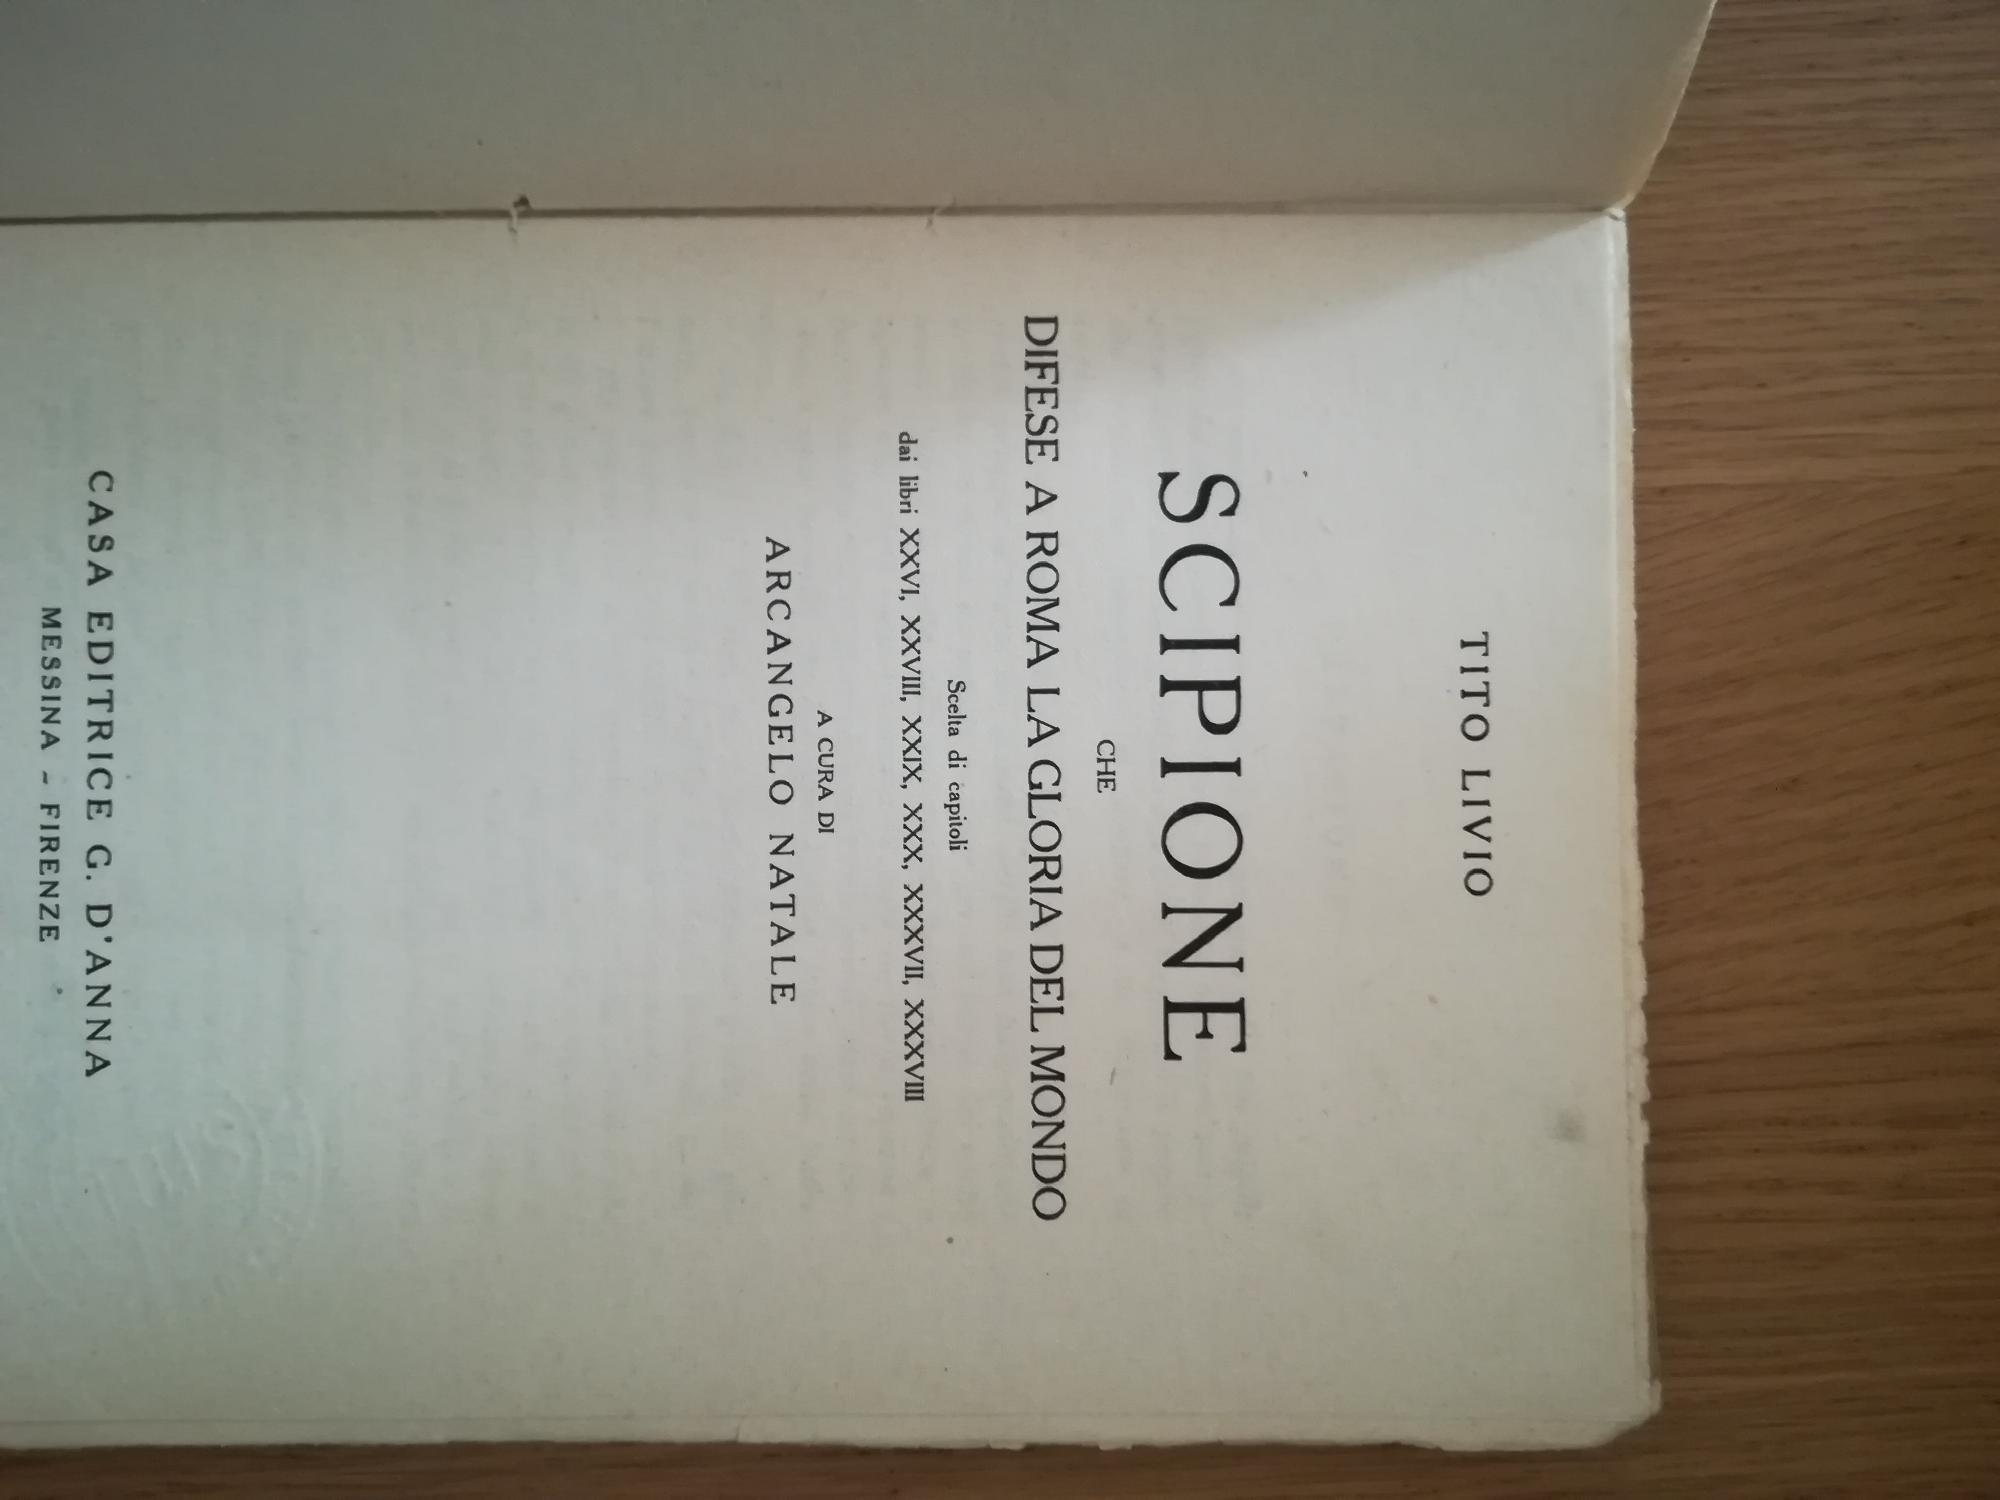 TITO LIVIO
SCIPIONE
CHE
DIFESE A ROMA LA GLORIA DEL MONDO
Scelta di capitoli
dai libri XXVI, XXVIII, XXIX, XXX, XXXVII, XXXVIII
A CURA DI
ARCANGELO NATALE
CASA EDITRICE G. D'ANNA
MESSINA - FIRENZE